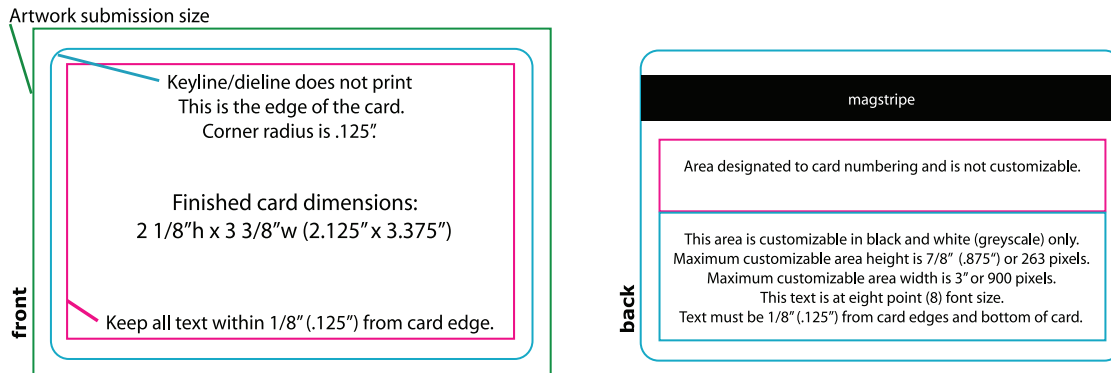 Artwork submission size
Keyline/dieline does not print
This is the edge of the card.
Corner radius is .125”.
Finished card dimensions:
2 1/8”h x 3 3/8”w (2.125” x 3.375”)
Keep all text within 1/8” (.125”) from card edge.
front
magstripe
Area designated to card numbering and is not customizable.
This area is customizable in black and white (greyscale) only.
Maximum customizable area height is 7/8” (.875”) or 263 pixels.
Maximum customizable area width is 3” or 900 pixels.
This text is at eight point (8) font size.
Text must be 1/8” (.125”) from card edges and bottom of card.
back